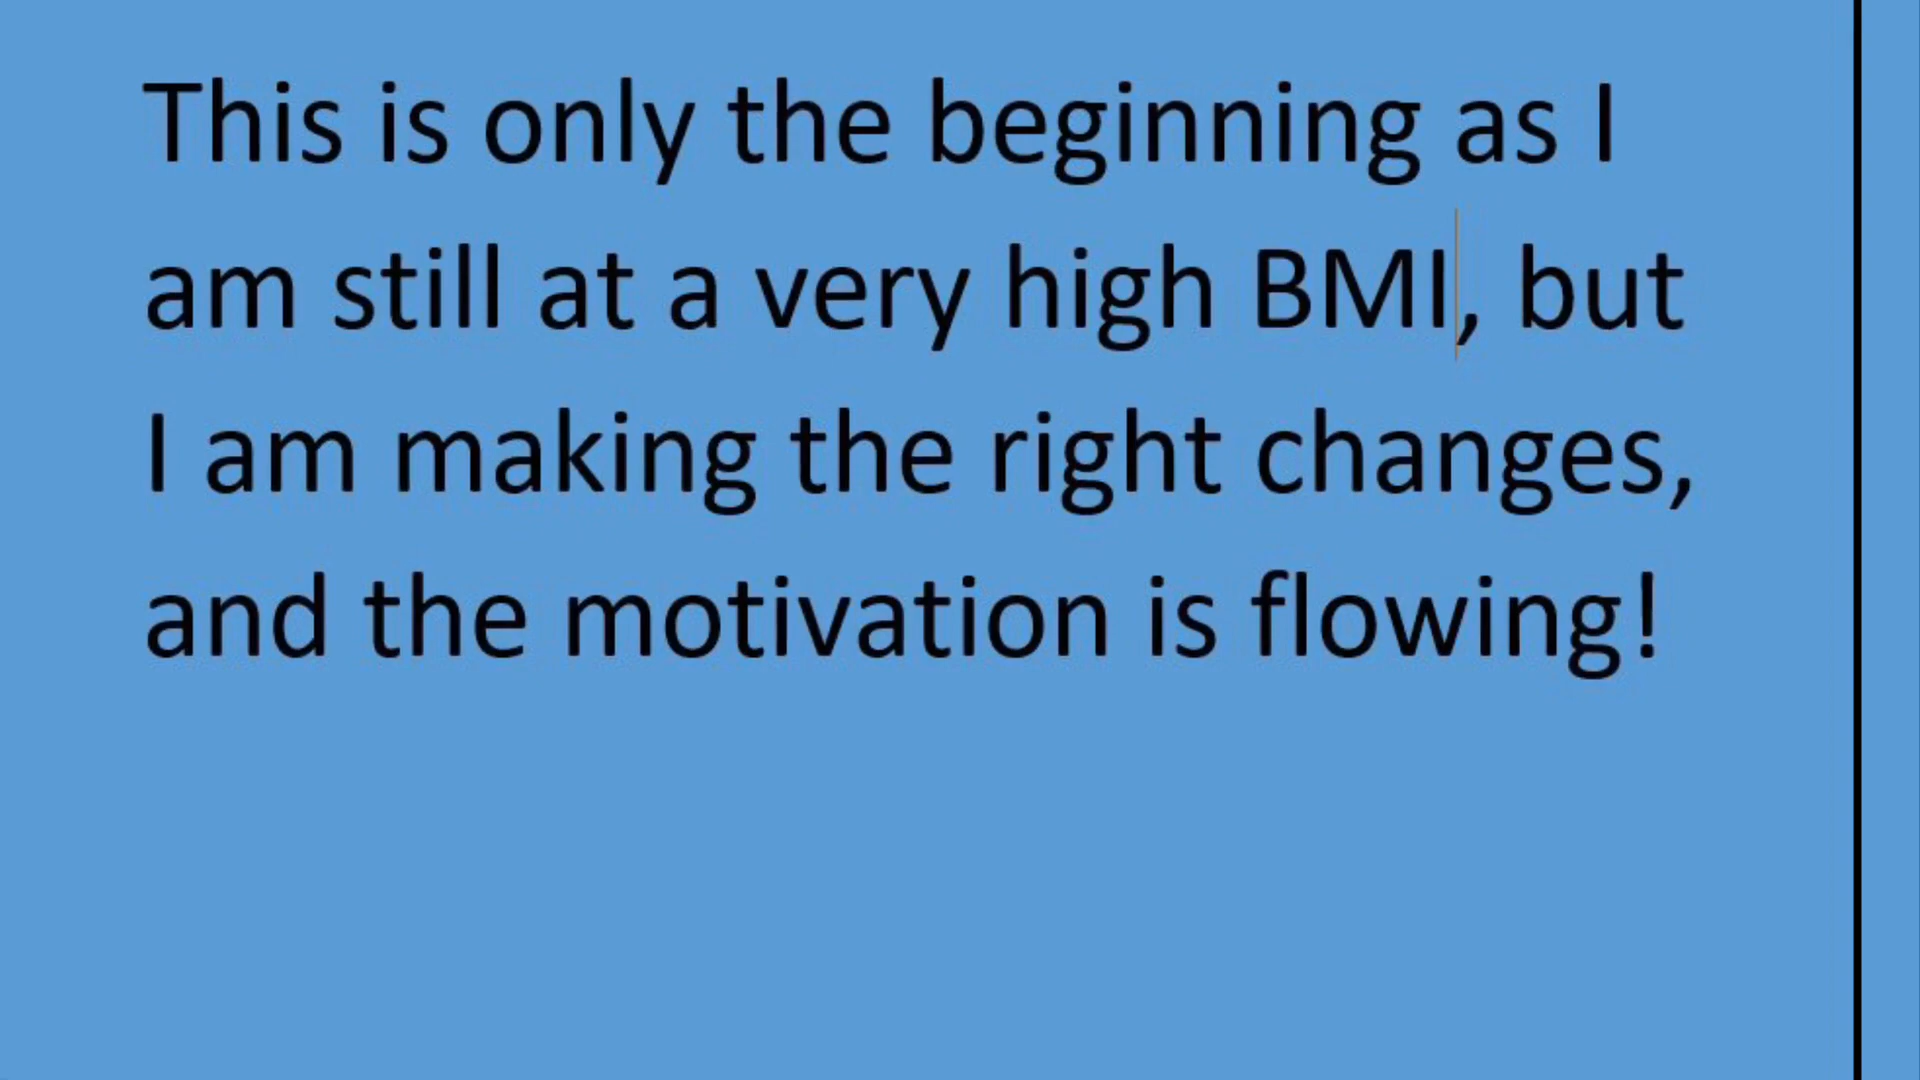 This is only the beginning as I
am still at a very high BMI, but
I am making the right changes,
and the motivation is flowing!